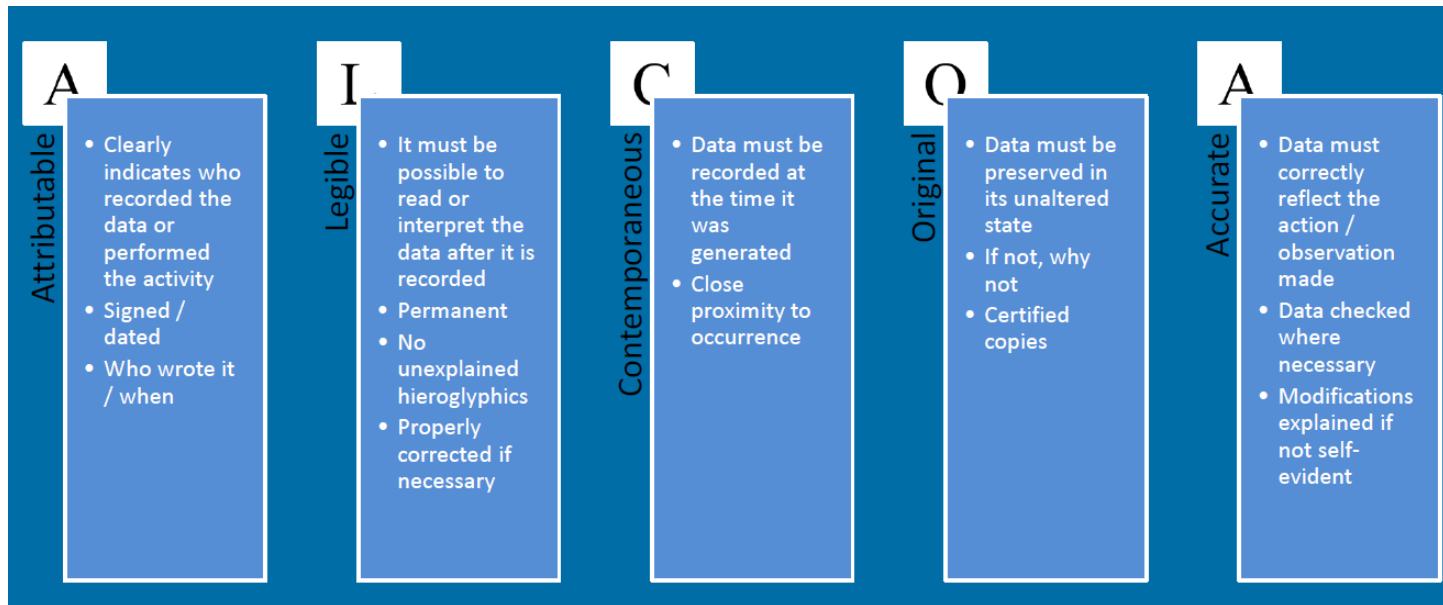 A
Attributable
• Clearly
indicates who
recorded the
data or
performed
the activity
• Signed /
dated
• Who wrote it
/ when
L
Legible
• It must be
possible to
read or
interpret the
data after it is
recorded
• Permanent
• No
unexplained
hieroglyphics
• Properly
corrected if
necessary
C
Contemporaneous
• Data must be
recorded at
the time it
was
generated
• Close
proximity to
occurrence
O
Original
• Data must be
preserved in
its unaltered
state
• If not, why
not
• Certified
copies
A
Accurate
• Data must
correctly
reflect the
action /
observation
made
• Data checked
where
necessary
• Modifications
explained if
not self-
evident